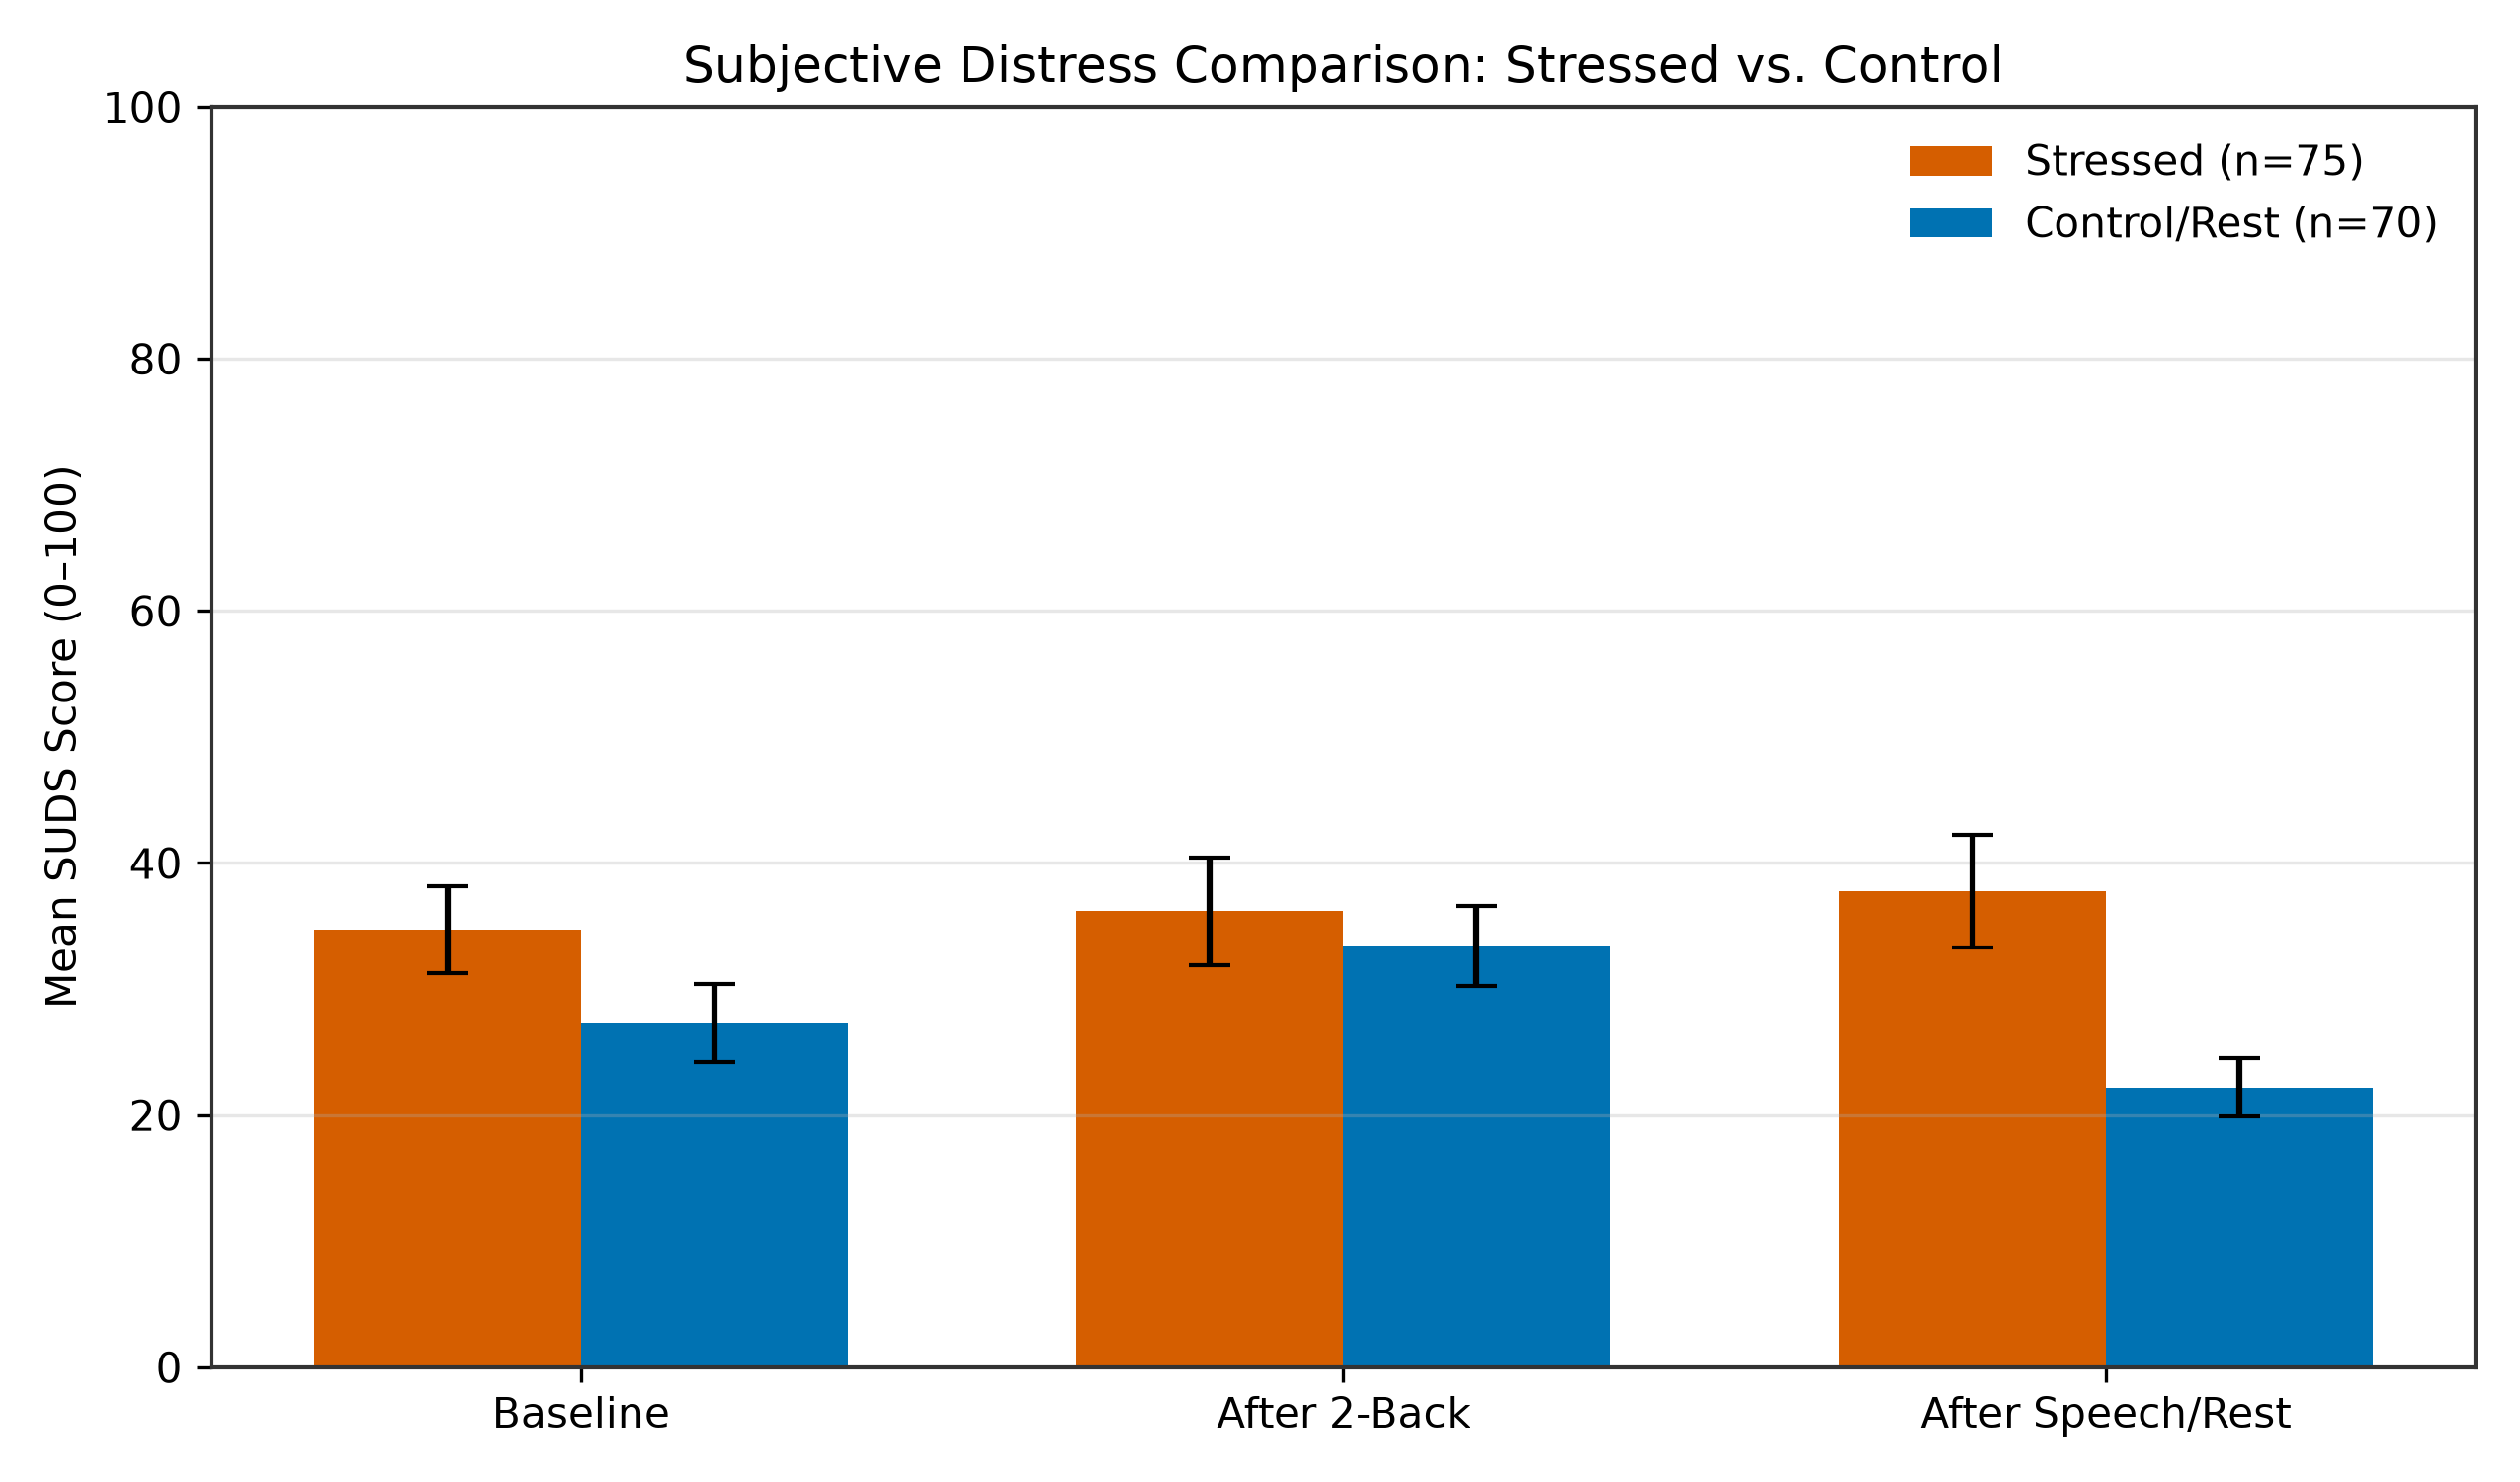 Subjective Distress Comparison: Stressed vs. Control
Stressed (n=75)
Control/Rest (n=70)
Mean SUDS Score (0–100)
100
80
60
40
20
0
Baseline
After 2-Back
After Speech/Rest